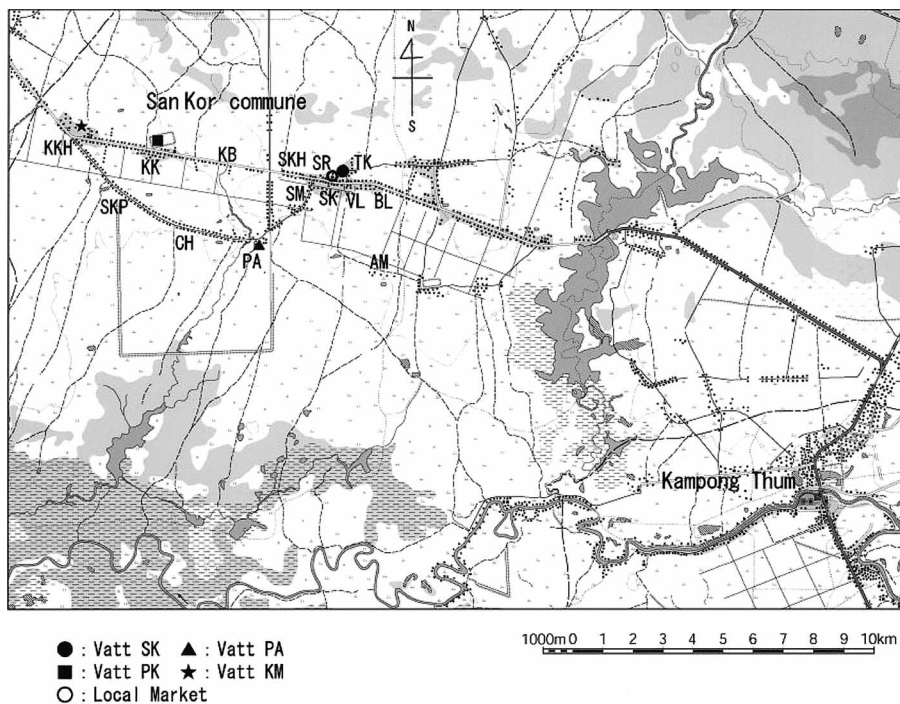 N
S
San Kor commune
KKH
KK
KB
SKH
SR
TK
SM
SK
VL
BL
SKP
CH
PA
AM
Kampong Thum
● : Vatt SK ▲ : Vatt PA
■ : Vatt PK ★ : Vatt KM
○ : Local Market
1000m 0 1 2 3 4 5 6 7 8 9 10km